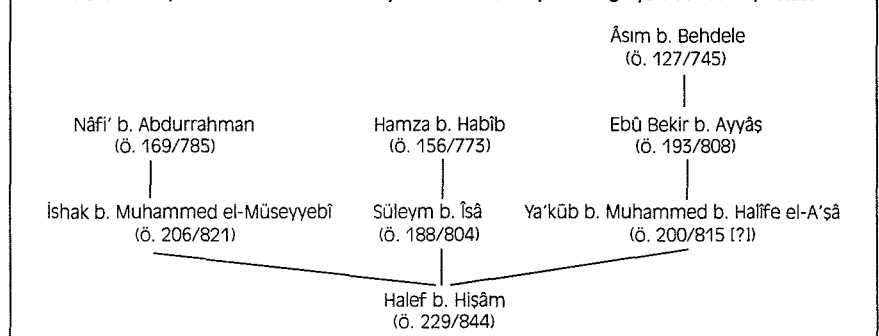 Âsım b. Behdele
(ö. 127/745)
Nâfi' b. Abdurrahman
(ö. 169/785)
Hamza b. Habîb
(ö. 156/773)
Ebû Bekir b. Ayyâş
(ö. 193/808)
İshak b. Muhammed el-Müseyyebî
(ö. 206/821)
Süleym b. Îsâ
(ö. 188/804)
Ya'kūb b. Muhammed b. Halîfe el-A'şâ
(ö. 200/815 [?])
Halef b. Hişâm
(ö. 229/844)